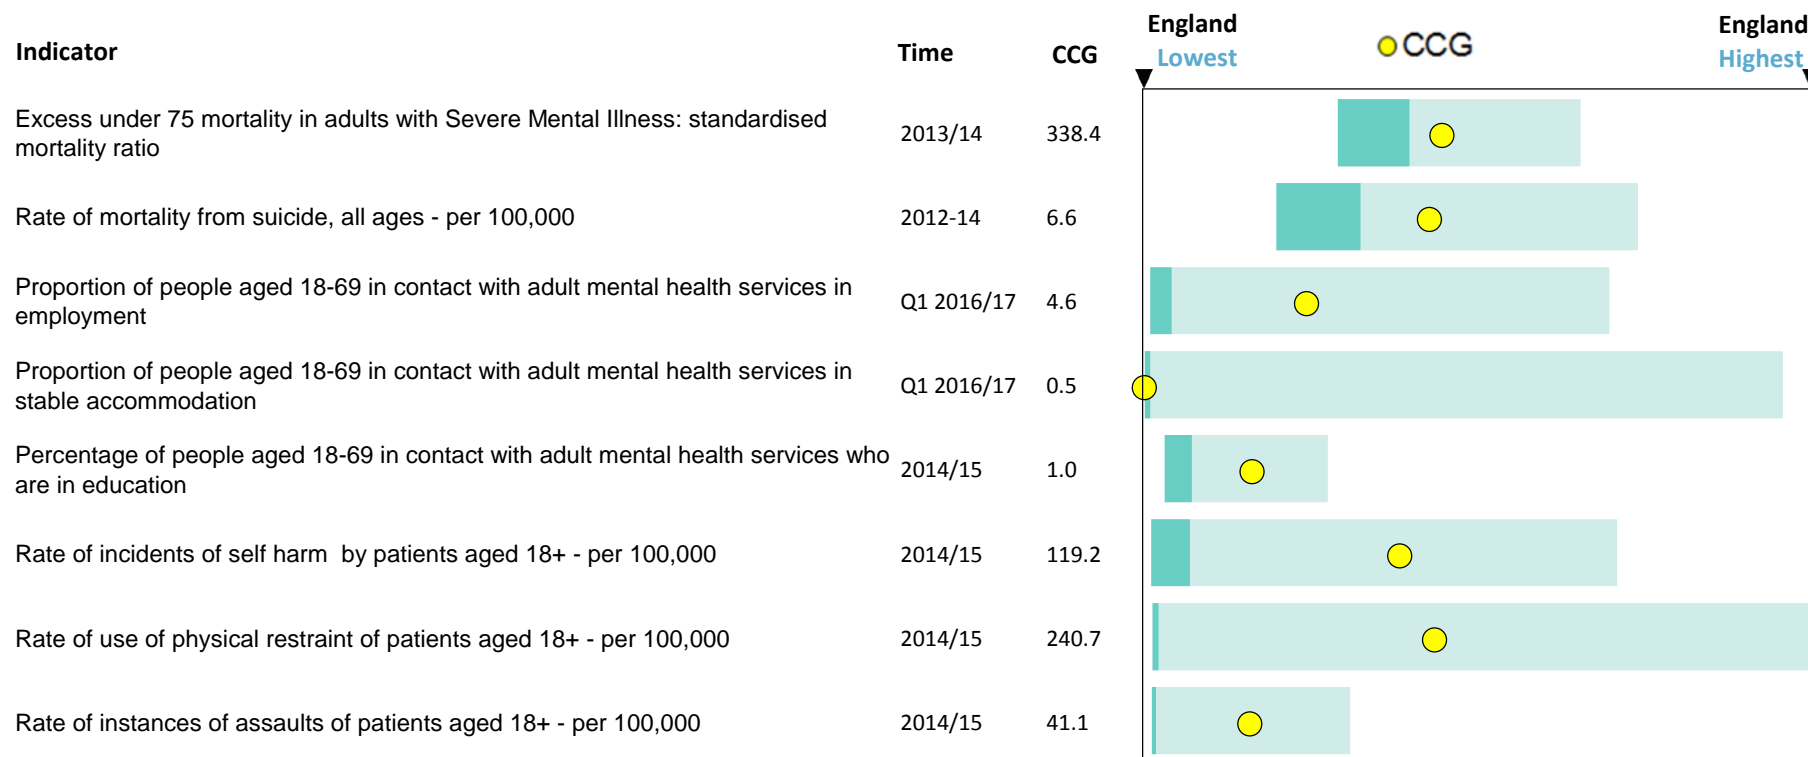 England England
Indicator Time CCG Lowest CCG Highest
Excess under 75 mortality in adults with Severe Mental Illness: standardised
mortality ratio
2013/14 338.4
Rate of mortality from suicide, all ages - per 100,000 2012-14 6.6
Proportion of people aged 18-69 in contact with adult mental health services in
employment
Q1 2016/17 4.6
Proportion of people aged 18-69 in contact with adult mental health services in
stable accommodation
Q1 2016/17 0.5
Percentage of people aged 18-69 in contact with adult mental health services who
are in education
2014/15 1.0
Rate of incidents of self harm  by patients aged 18+ - per 100,000 2014/15 119.2
Rate of use of physical restraint of patients aged 18+ - per 100,000 2014/15 240.7
Rate of instances of assaults of patients aged 18+ - per 100,000 2014/15 41.1